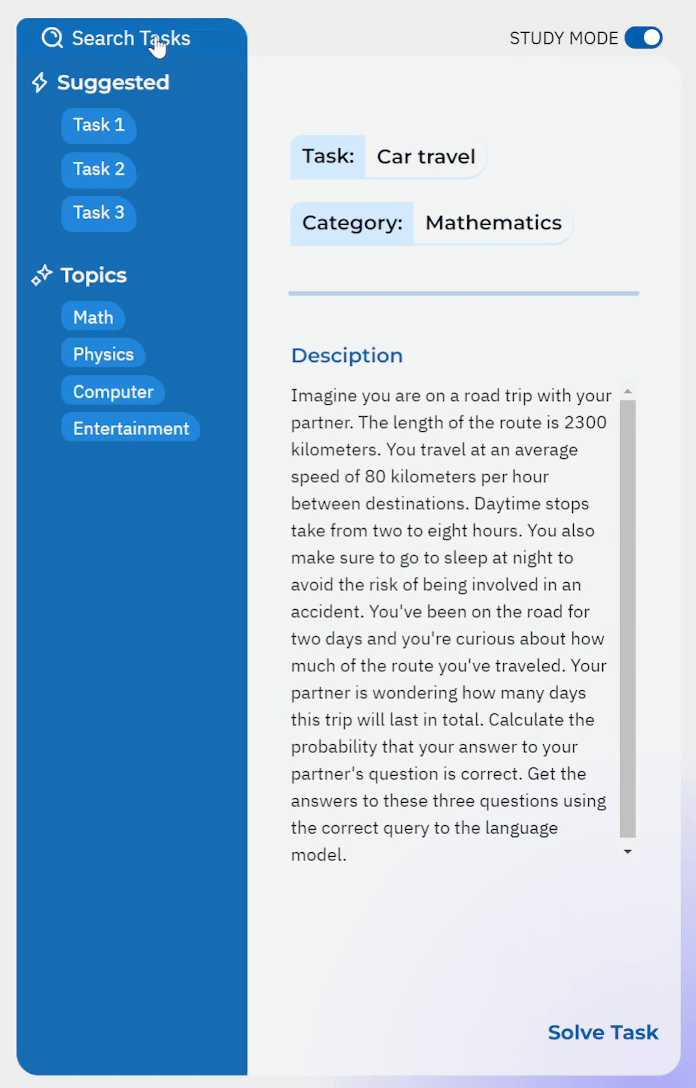 Search Tasks
STUDY MODE
Suggested
Task 1
Task 2
Task 3
Topics
Math
Physics
Computer
Entertainment
Task: Car travel
Category: Mathematics
Desciption
Imagine you are on a road trip with your
partner. The length of the route is 2300
kilometers. You travel at an average
speed of 80 kilometers per hour
between destinations. Daytime stops
take from two to eight hours. You also
make sure to go to sleep at night to
avoid the risk of being involved in an
accident. You've been on the road for
two days and you're curious about how
much of the route you've traveled. Your
partner is wondering how many days
this trip will last in total. Calculate the
probability that your answer to your
partner's question is correct. Get the
answers to these three questions using
the correct query to the language
model.
Solve Task